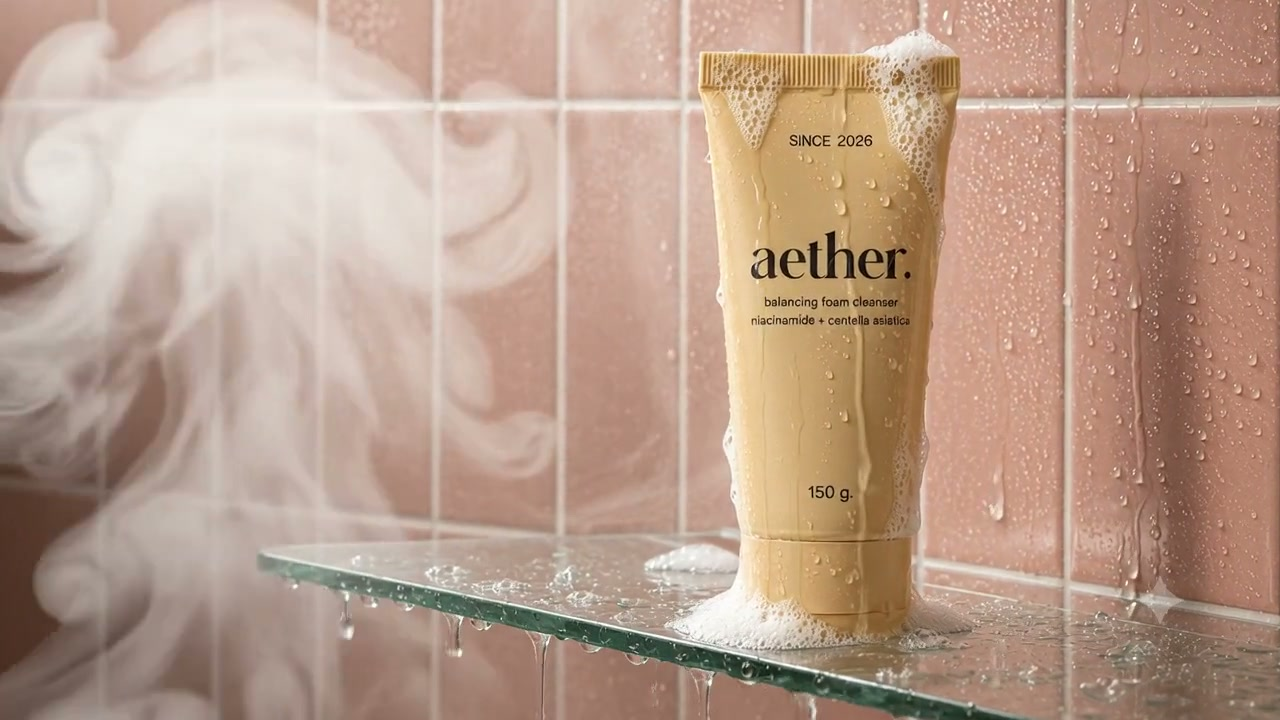 SINCE 2026
aether.
balancing foam cleanser
niacinamide + centella asiatica
150 g.